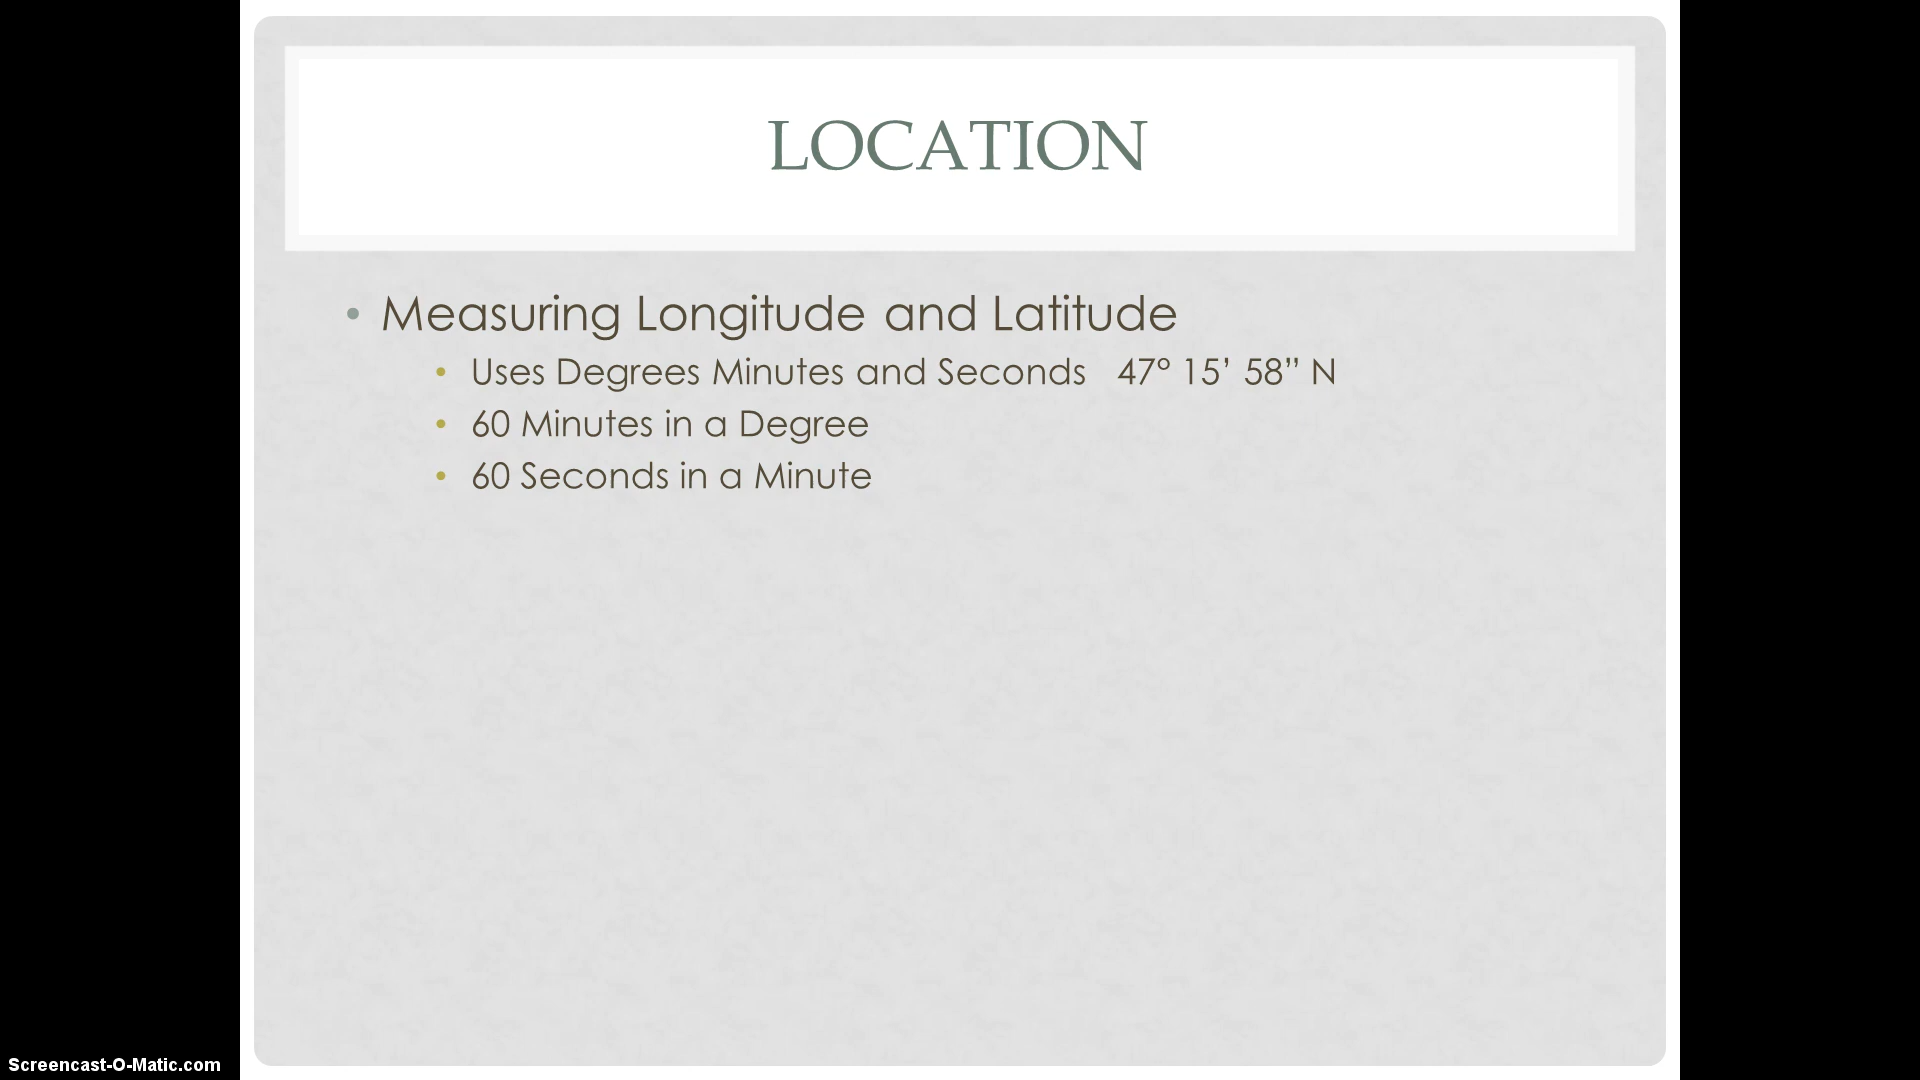 LOCATION
• Measuring Longitude and Latitude
• Uses Degrees Minutes and Seconds   47° 15’ 58” N
• 60 Minutes in a Degree
• 60 Seconds in a Minute
Screencast-O-Matic.com